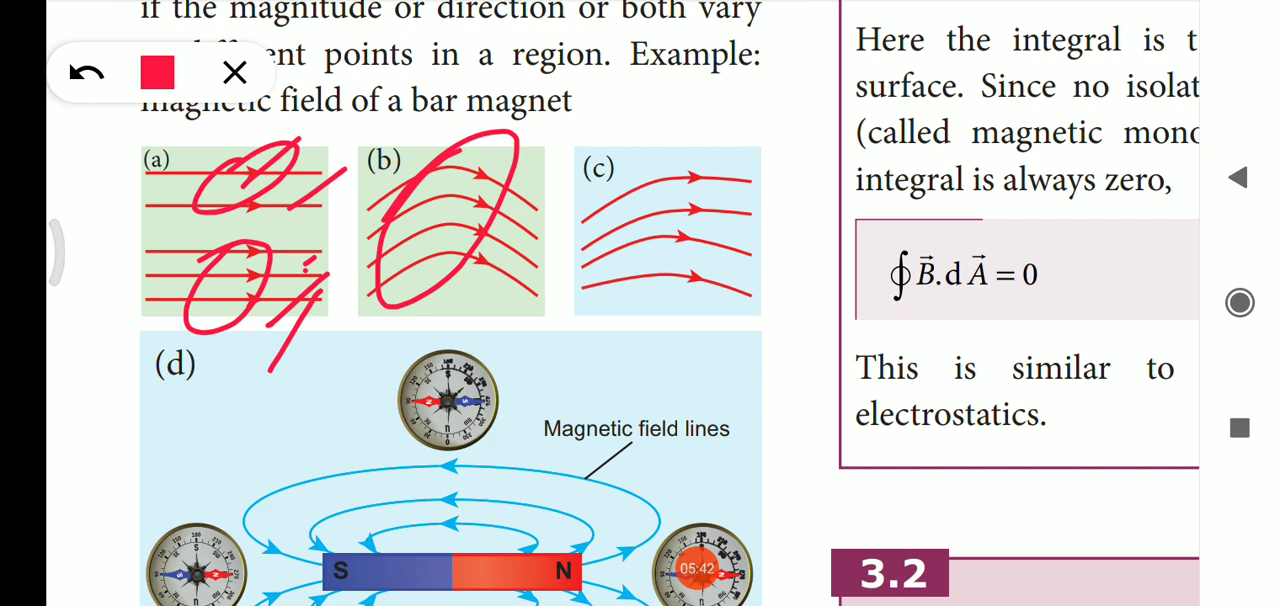 if the magnitude or direction or both vary
points in a region. Example:
magnetic field of a bar magnet
(a)
(b)
(c)
(d)
Magnetic field lines
S
N
05:42
Here the integral is t
surface. Since no isolat
(called magnetic mono
integral is always zero,
∮B⃗.dA⃗ = 0
This is similar to
electrostatics.
3.2